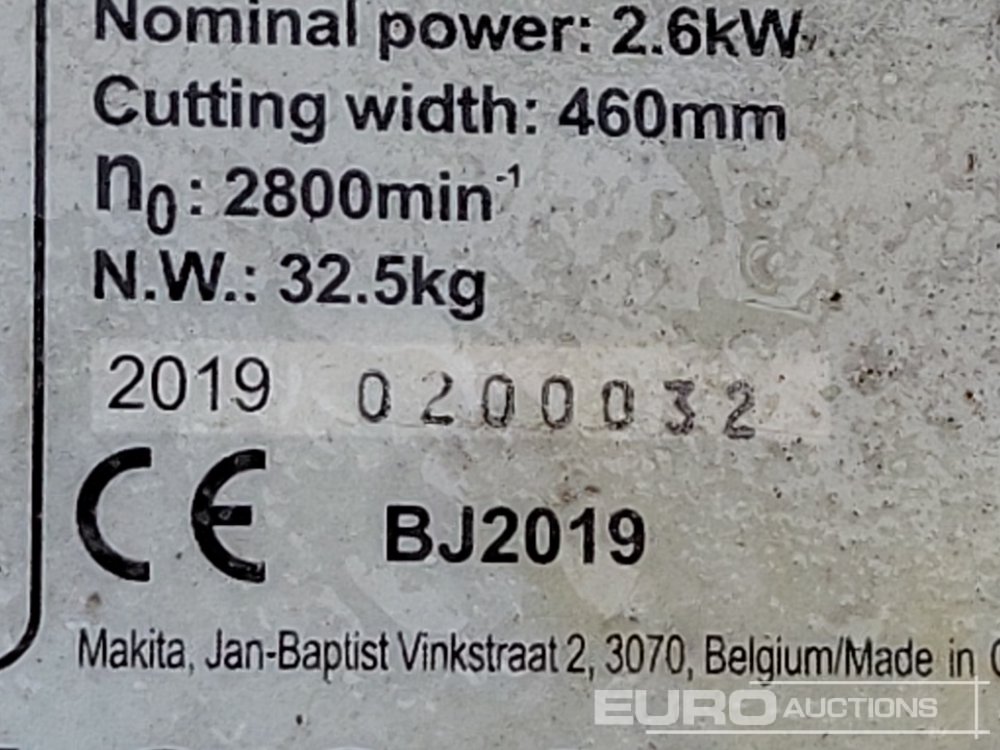 Nominal power: 2.6kW
Cutting width: 460mm
n0: 2800min-1
N.W.: 32.5kg
2019 0200032
CE BJ2019
Makita, Jan-Baptist Vinkstraat 2, 3070, Belgium/Made in
EURO AUCTIONS